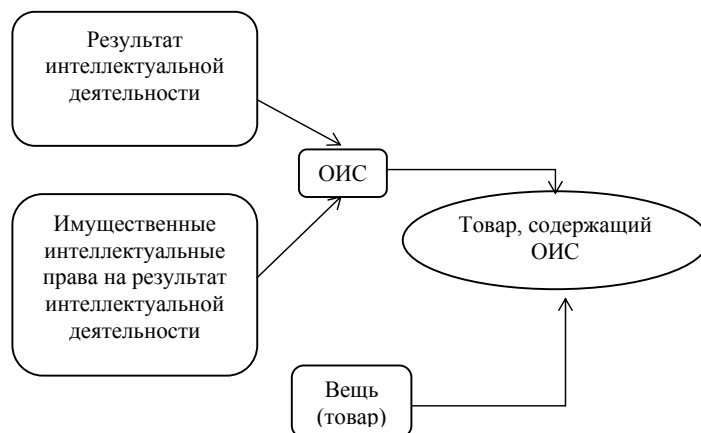 Результат
интеллектуальной
деятельности
ОИС
Имущественные
интеллектуальные
права на результат
интеллектуальной
деятельности
Товар, содержащий
ОИС
Вещь
(товар)